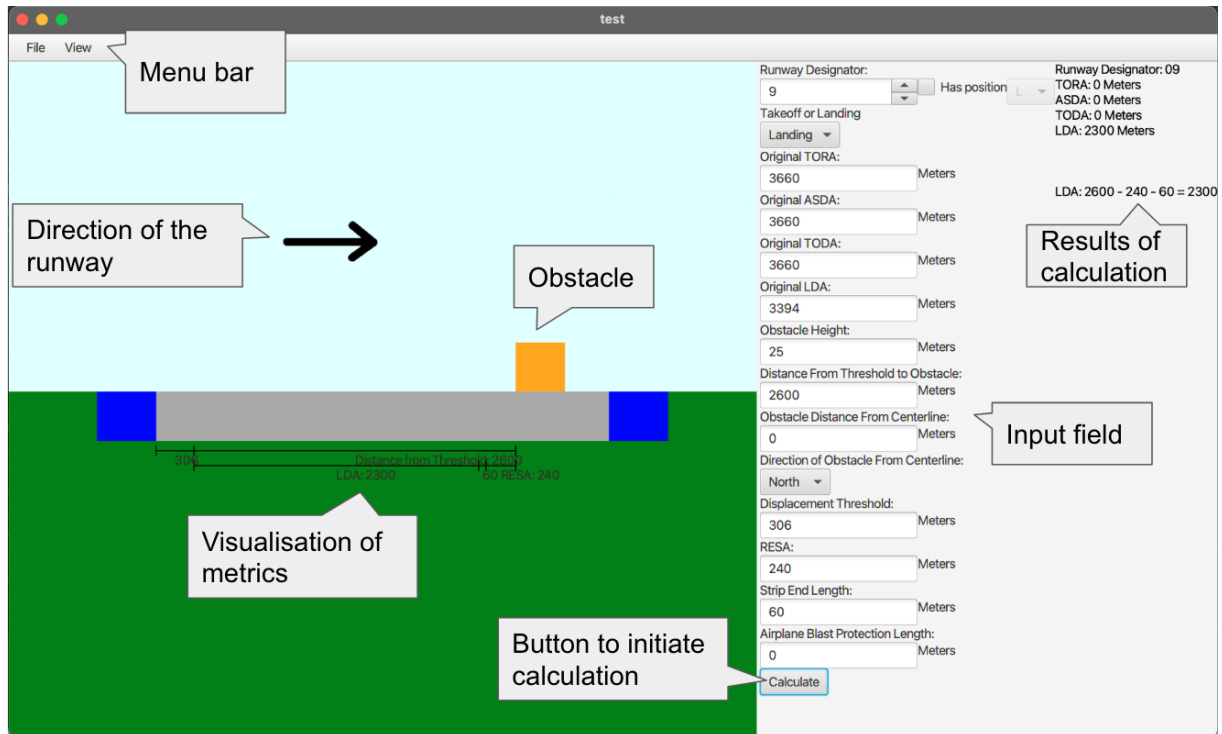 test
File View
Menu bar
Direction of the
runway
Obstacle
306 Distance from Threshold: 2600
LDA: 2300 60 RESA: 240
Visualisation of
metrics
Runway Designator:
9 Has position L
Takeoff or Landing
Landing
Original TORA:
3660 Meters
Original ASDA:
3660 Meters
Original TODA:
3660 Meters
Original LDA:
3394 Meters
Obstacle Height:
25 Meters
Distance From Threshold to Obstacle:
2600 Meters
Obstacle Distance From Centerline:
0 Meters
Direction of Obstacle From Centerline:
North
Displacement Threshold:
306 Meters
RESA:
240 Meters
Strip End Length:
60 Meters
Airplane Blast Protection Length:
0 Meters
Calculate
Button to initiate
calculation
Input field
Runway Designator: 09
TORA: 0 Meters
ASDA: 0 Meters
TODA: 0 Meters
LDA: 2300 Meters
LDA: 2600 - 240 - 60 = 2300
Results of
calculation